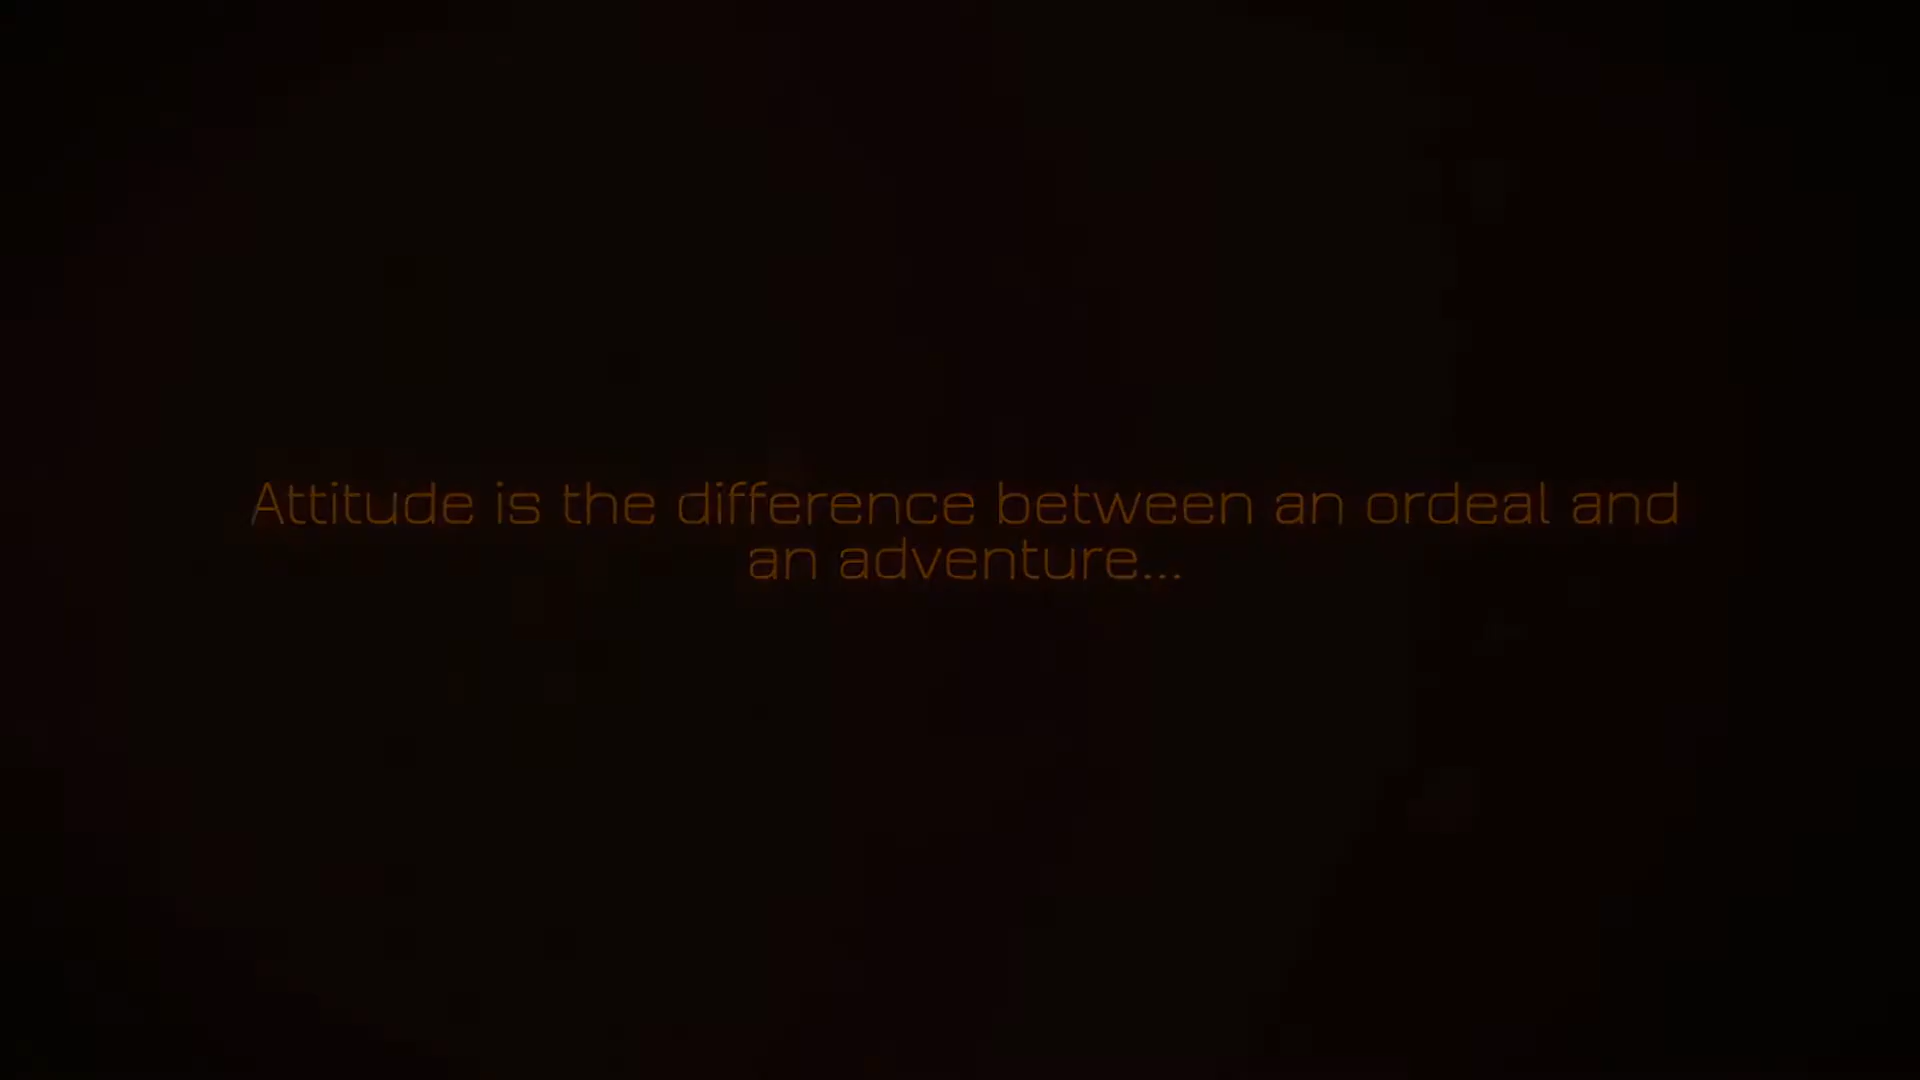 Attitude is the difference between an ordeal and
an adventure...